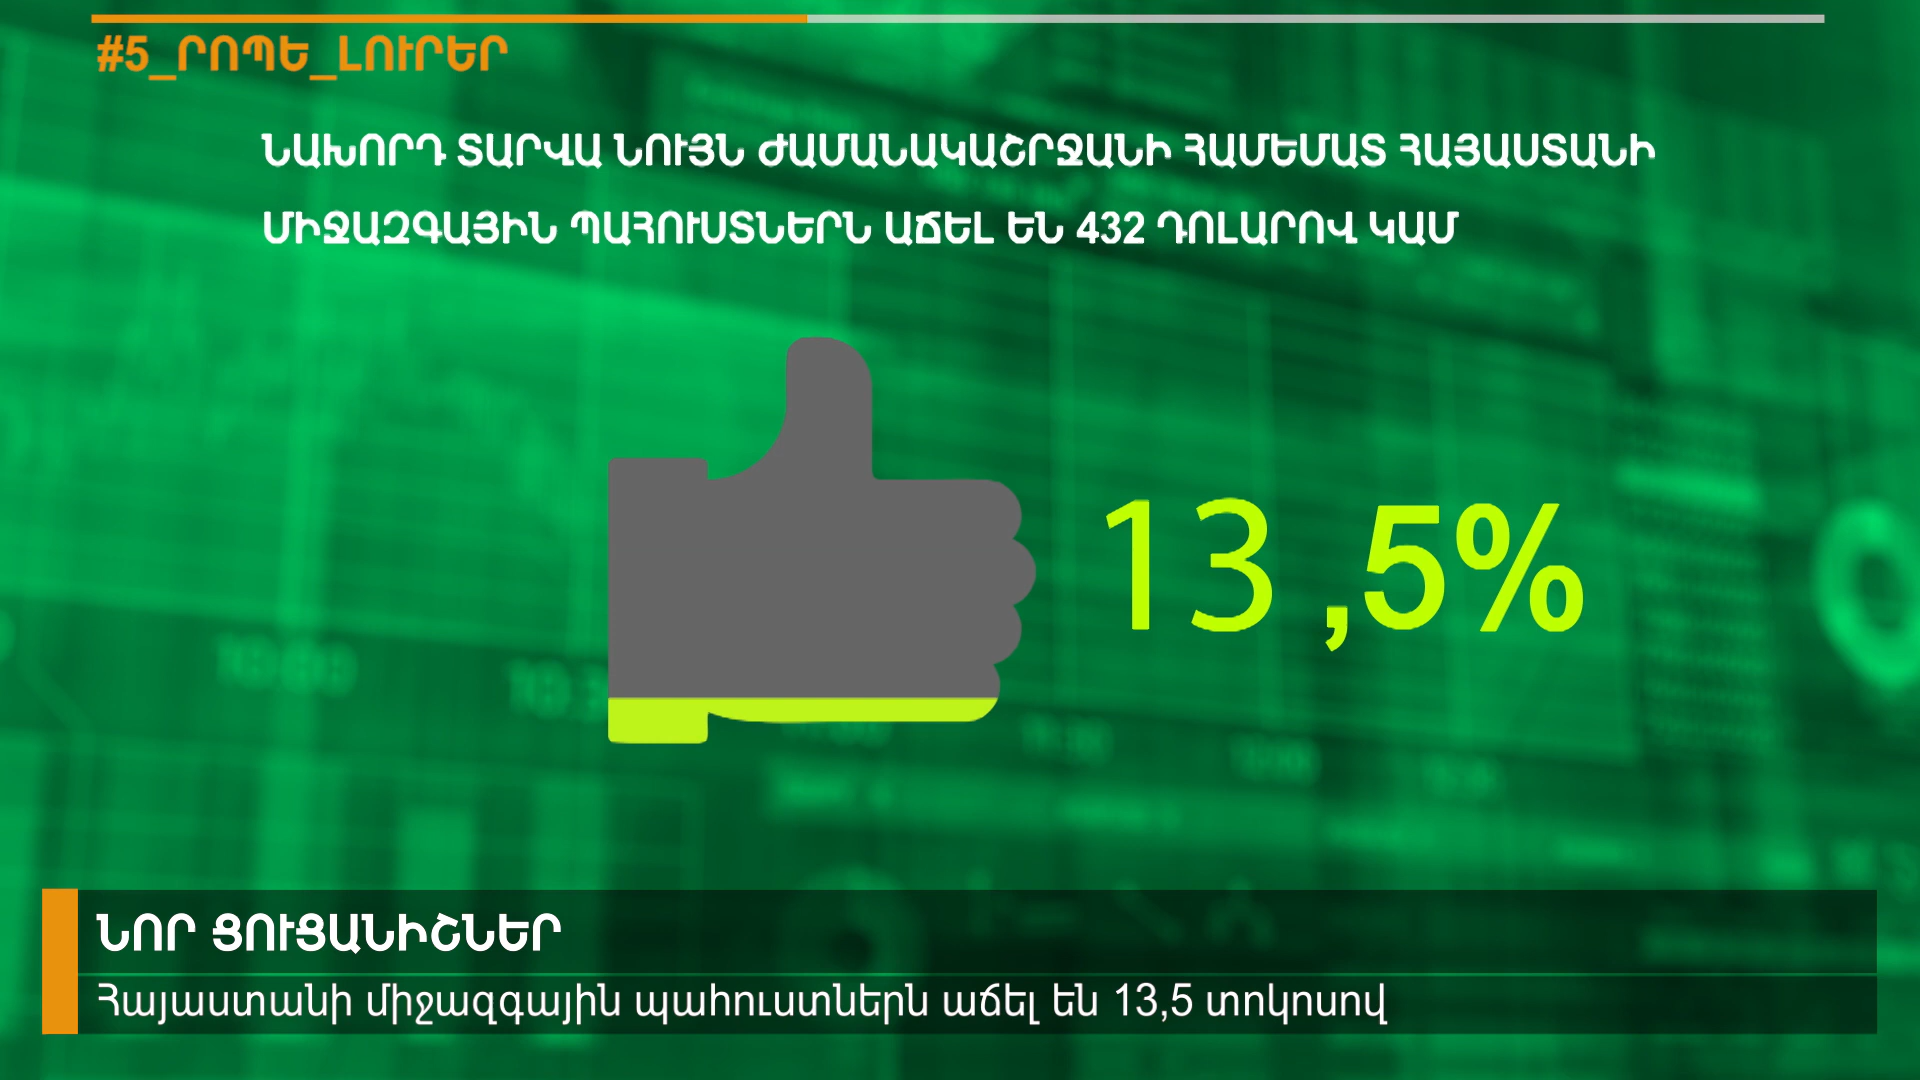 #5_ՐՈՊԵ_ԼՈՒՐԵՐ
ՆԱԽՈՐԴ ՏԱՐՎԱ ՆՈՒՅՆ ԺԱՄԱՆԱԿԱՇՐՋԱՆԻ ՀԱՄԵՄԱՏ ՀԱՅԱՍՏԱՆԻ
ՄԻՋԱԶԳԱՅԻՆ ՊԱՀՈՒՍՏՆԵՐՆ ԱՃԵԼ ԵՆ 432 ԴՈԼԱՐՈՎ ԿԱՄ
13 ,5%
ՆՈՐ ՑՈՒՑԱՆԻՇՆԵՐ
Հայաստանի միջազգային պահուստներն աճել են 13,5 տոկոսով